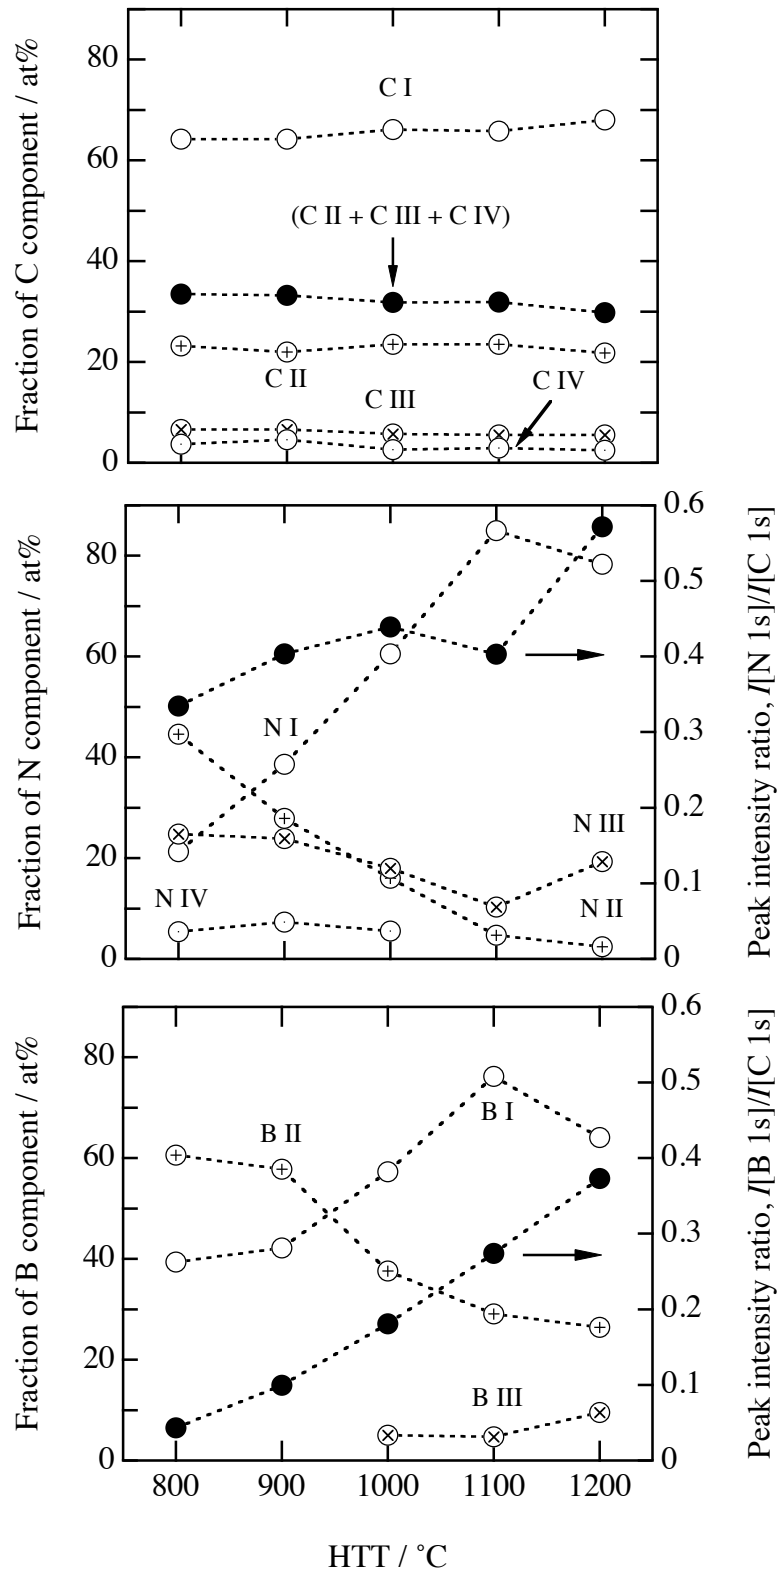 Fraction of C component / at%
80
60
40
20
0
C I
(C II + C III + C IV)
C II
C III
C IV
Fraction of N component / at%
80
60
40
20
0
N I
N III
N IV
N II
0.6
0.5
0.4
0.3
0.2
0.1
0
Peak intensity ratio, I[N 1s]/I[C 1s]
Fraction of B component / at%
80
60
40
20
0
B II
B I
B III
0.6
0.5
0.4
0.3
0.2
0.1
0
Peak intensity ratio, I[B 1s]/I[C 1s]
800 900 1000 1100 1200
HTT / ˚C